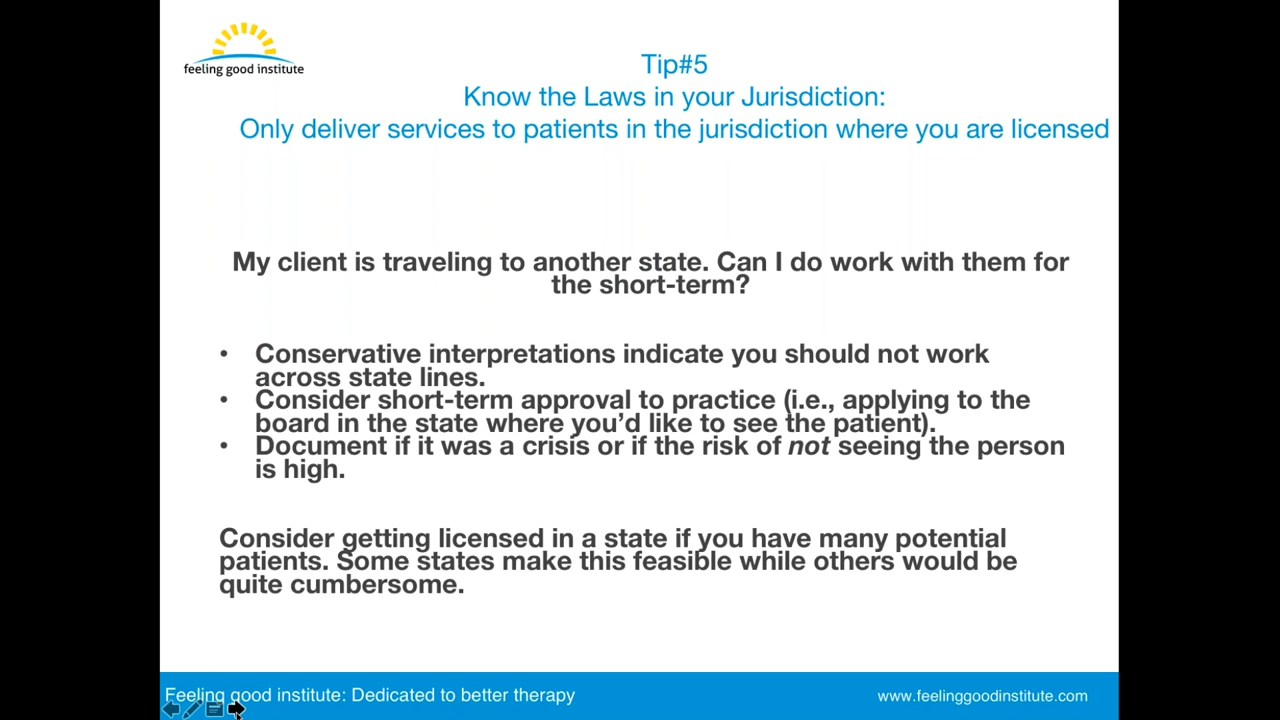 feeling good institute
Tip#5
Know the Laws in your Jurisdiction:
Only deliver services to patients in the jurisdiction where you are licensed
My client is traveling to another state. Can I do work with them for
the short-term?
• Conservative interpretations indicate you should not work
across state lines.
• Consider short-term approval to practice (i.e., applying to the
board in the state where you’d like to see the patient).
• Document if it was a crisis or if the risk of not seeing the person
is high.
Consider getting licensed in a state if you have many potential
patients. Some states make this feasible while others would be
quite cumbersome.
Feeling good institute: Dedicated to better therapy
www.feelinggoodinstitute.com